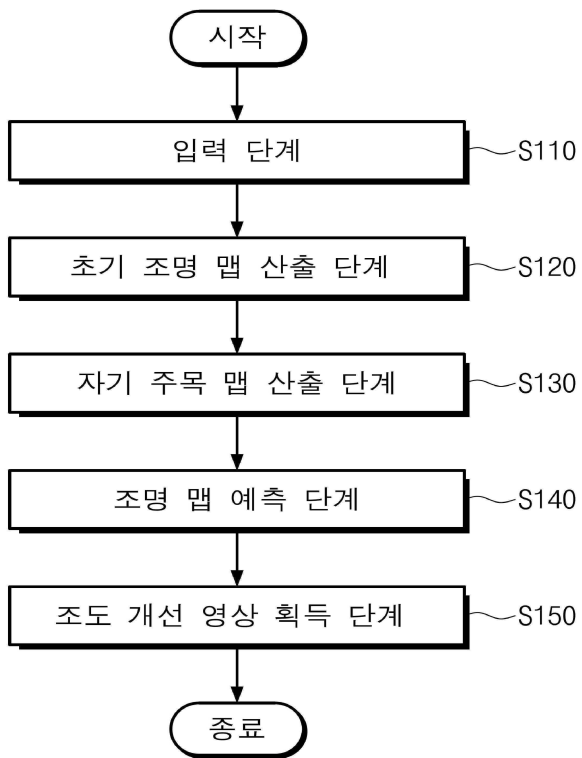 시작
입력 단계 S110
초기 조명 맵 산출 단계 S120
자기 주목 맵 산출 단계 S130
조명 맵 예측 단계 S140
조도 개선 영상 획득 단계 S150
종료